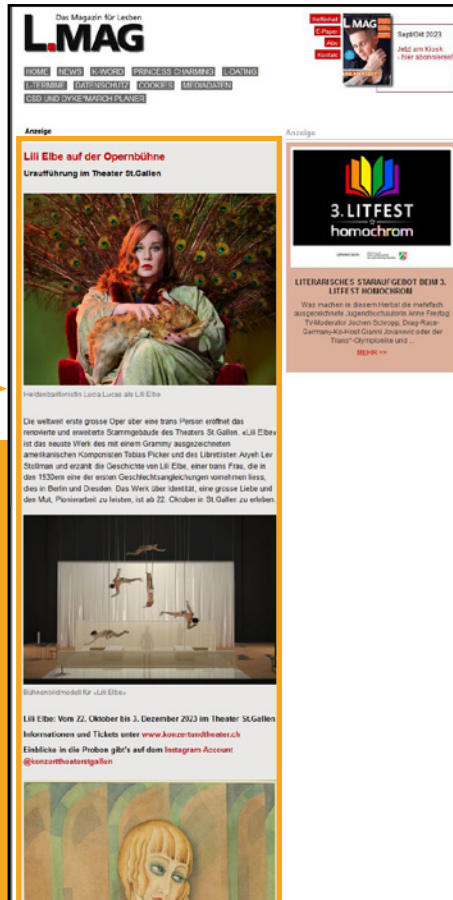 Das Magazin für Lesben
L.MAG
HOME NEWS K-WORD PRINCESS CHARMING L-DATING
L-TERMINE DATENSCHUTZ COOKIES MEDIADATEN
CSD UND DYKE*MARCH PLANER
Heftinhalt
E-Paper
Abo
Kontakt
L.MAG
Sept/Okt 2023
Jetzt am Kiosk
- hier abonnieren!
Anzeige
Lili Elbe auf der Opernbühne
Uraufführung im Theater St.Gallen
Heldenbaritonistin Lucia Lucas als Lili Elbe
Die weltweit erste grosse Oper über eine trans Person eröffnet das
renovierte und erweiterte Stammgebäude des Theaters St. Gallen. «Lili Elbe»
ist das neuste Werk des mit einem Grammy ausgezeichneten
amerikanischen Komponisten Tobias Picker und des Librettisten Aryeh Lev
Stollman und erzählt die Geschichte von Lili Elbe, einer trans Frau, die in
den 1930ern eine der ersten Geschlechtsangleichungen vornehmen liess,
dies in Berlin und Dresden. Das Werk über Identität, eine grosse Liebe und
den Mut, Pionierarbeit zu leisten, ist ab 22. Oktober in St.Gallen zu erleben.
Bühnenbildmodell für «Lili Elbe»
Lili Elbe: Vom 22. Oktober bis 3. Dezember 2023 im Theater St.Gallen
Informationen und Tickets unter www.konzertundtheater.ch
Einblicke in die Proben gibt's auf dem Instagram Account
@konzerttheaterstgallen
Anzeige
3. LITFEST
homochrom
LITERARISCHES STARAUFGEBOT BEIM 3.
LITFEST HOMOCHROM
Was machen in diesem Herbst die mehrfach
ausgezeichnete Jugendbuchautorin Anne Freytag,
TV-Moderator Jochen Schropp, Drag-Race-
Germany-Ko-Host Gianni Jovanovic oder der
Trans*-Olympionike und ...
MEHR >>